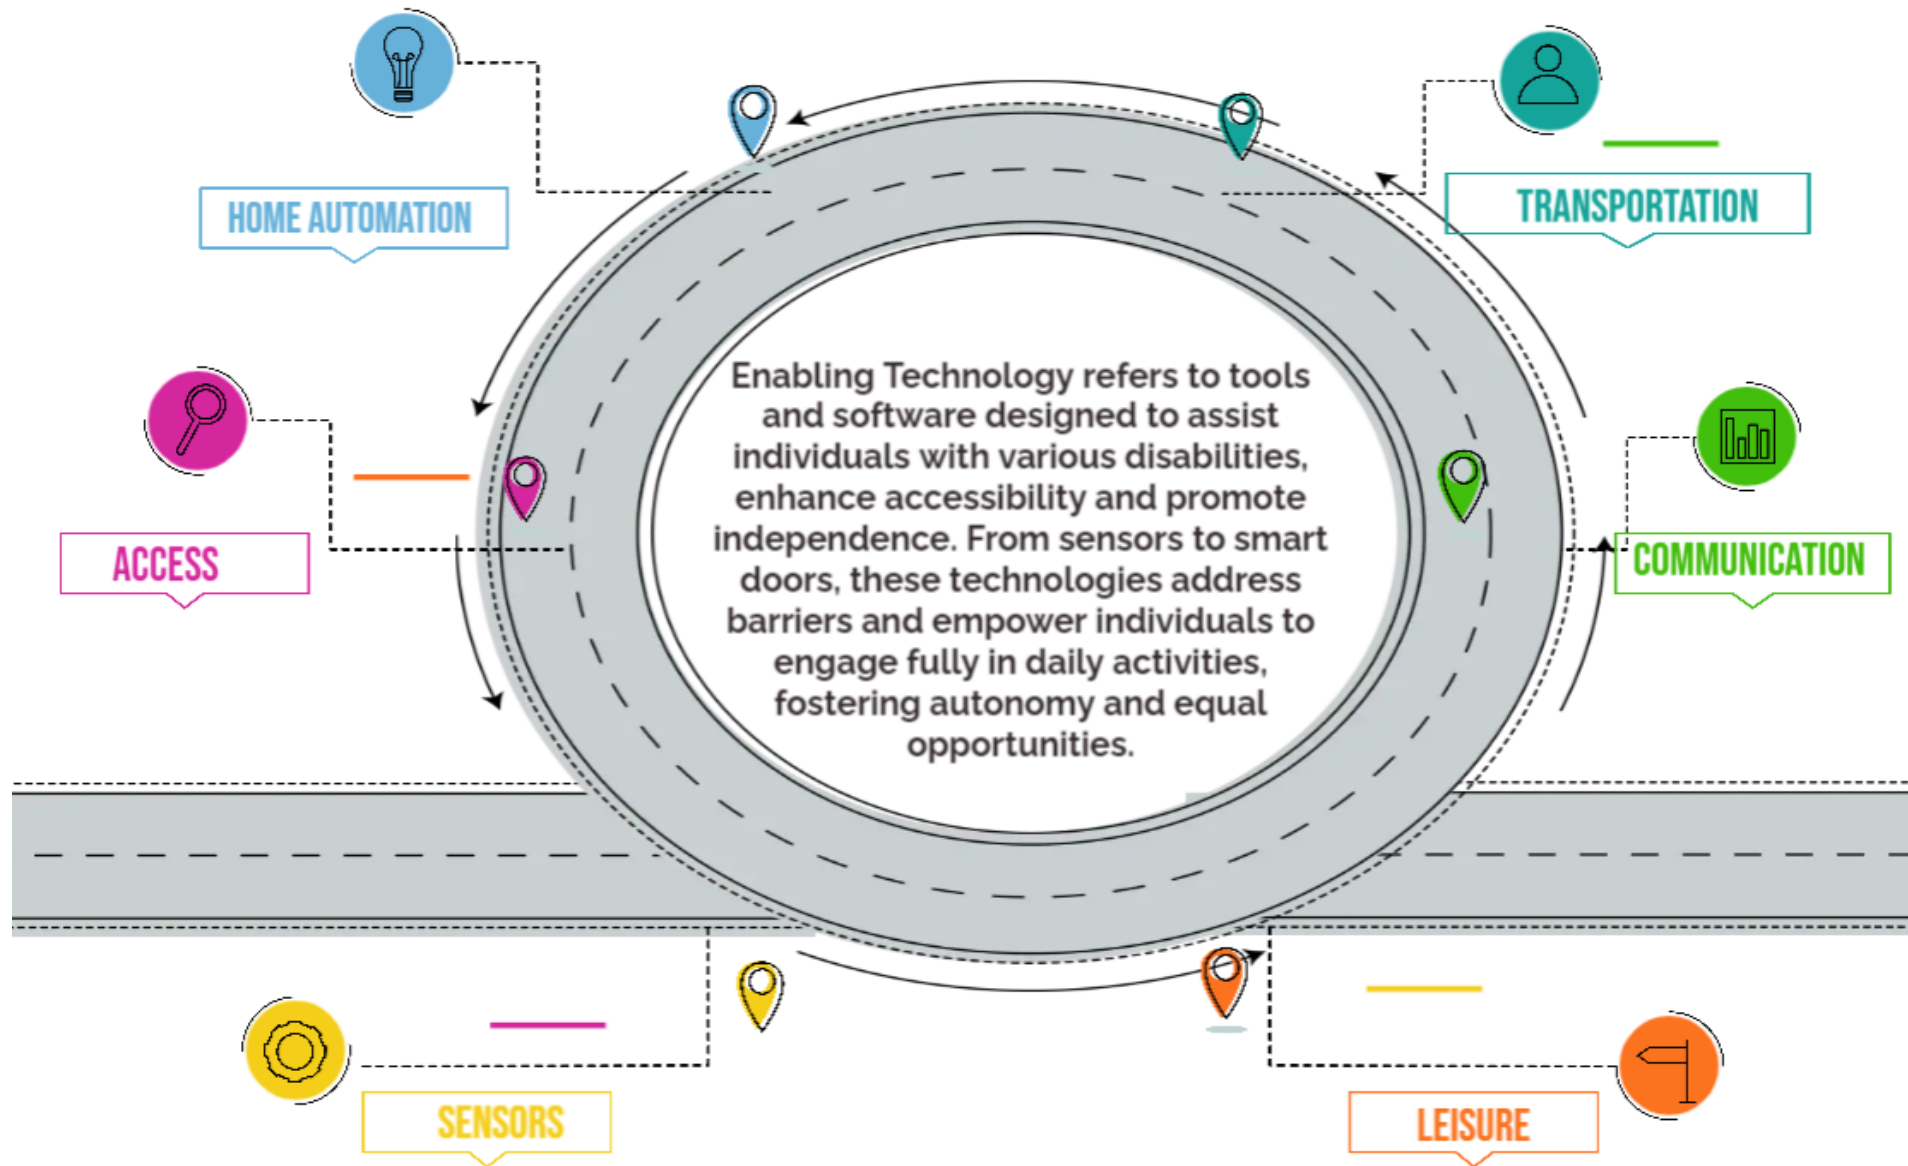 HOME AUTOMATION
TRANSPORTATION
Enabling Technology refers to tools
and software designed to assist
individuals with various disabilities,
enhance accessibility and promote
independence. From sensors to smart
doors, these technologies address
barriers and empower individuals to
engage fully in daily activities,
fostering autonomy and equal
opportunities.
ACCESS
COMMUNICATION
SENSORS
LEISURE